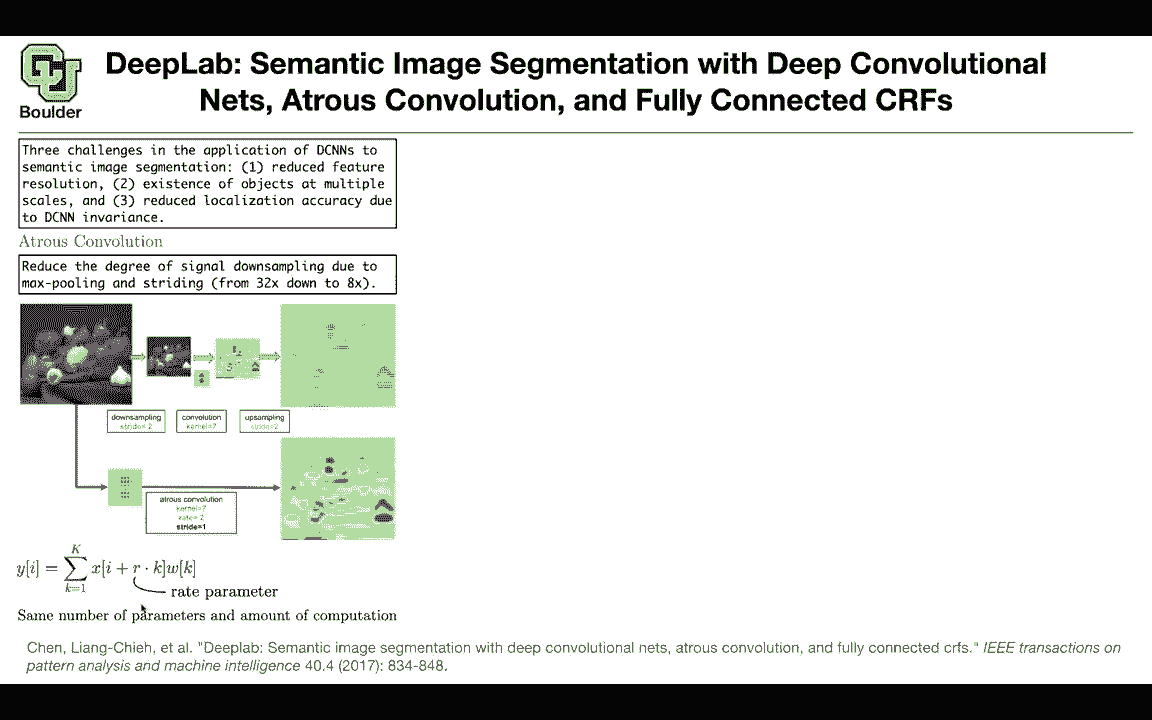 Boulder
DeepLab: Semantic Image Segmentation with Deep Convolutional
Nets, Atrous Convolution, and Fully Connected CRFs
Three challenges in the application of DCNNs to
semantic image segmentation: (1) reduced feature
resolution, (2) existence of objects at multiple
scales, and (3) reduced localization accuracy due
to DCNN invariance.
Atrous Convolution
Reduce the degree of signal downsampling due to
max-pooling and striding (from 32x down to 8x).
downsampling
stride=2
convolution
kernel=7
upsampling
stride=2
atrous convolution
kernel=7
rate=2
stride=1
y[i] = ∑_{k=1}^{K} x[i + r · k]w[k]
rate parameter
Same number of parameters and amount of computation
Chen, Liang-Chieh, et al. "Deeplab: Semantic image segmentation with deep convolutional nets, atrous convolution, and fully connected crfs." IEEE transactions on
pattern analysis and machine intelligence 40.4 (2017): 834-848.